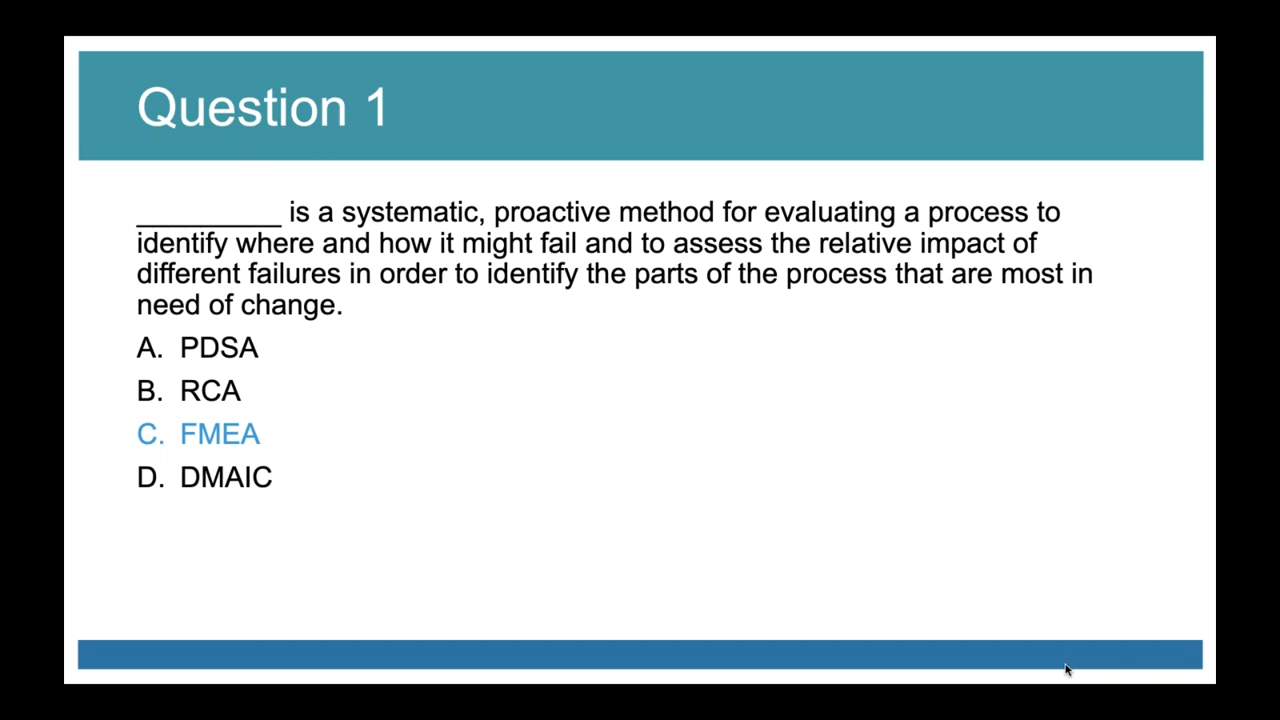 Question 1
_________ is a systematic, proactive method for evaluating a process to
identify where and how it might fail and to assess the relative impact of
different failures in order to identify the parts of the process that are most in
need of change.
A. PDSA
B. RCA
C. FMEA
D. DMAIC